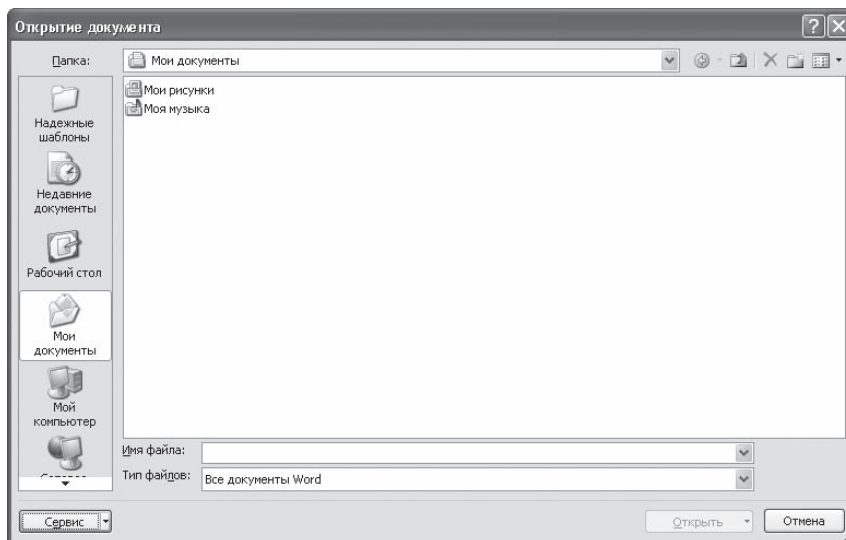 Открытие документа
Папка:
Мои документы
Надежные
шаблоны
Недавние
документы
Рабочий стол
Мои
документы
Мой
компьютер
Мои рисунки
Моя музыка
Имя файла:
Тип файлов:
Все документы Word
Сервис
Открыть
Отмена